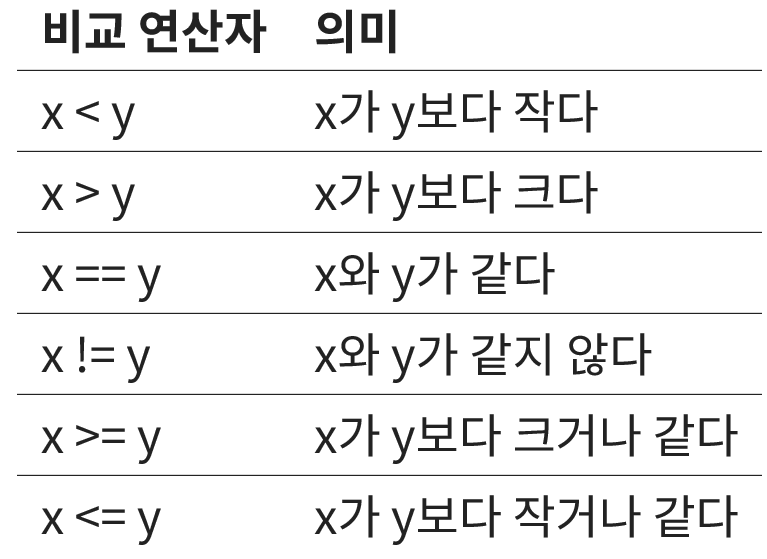 비교 연산자 의미
x < y x가 y보다 작다
x > y x가 y보다 크다
x == y x와 y가 같다
x != y x와 y가 같지 않다
x >= y x가 y보다 크거나 같다
x <= y x가 y보다 작거나 같다